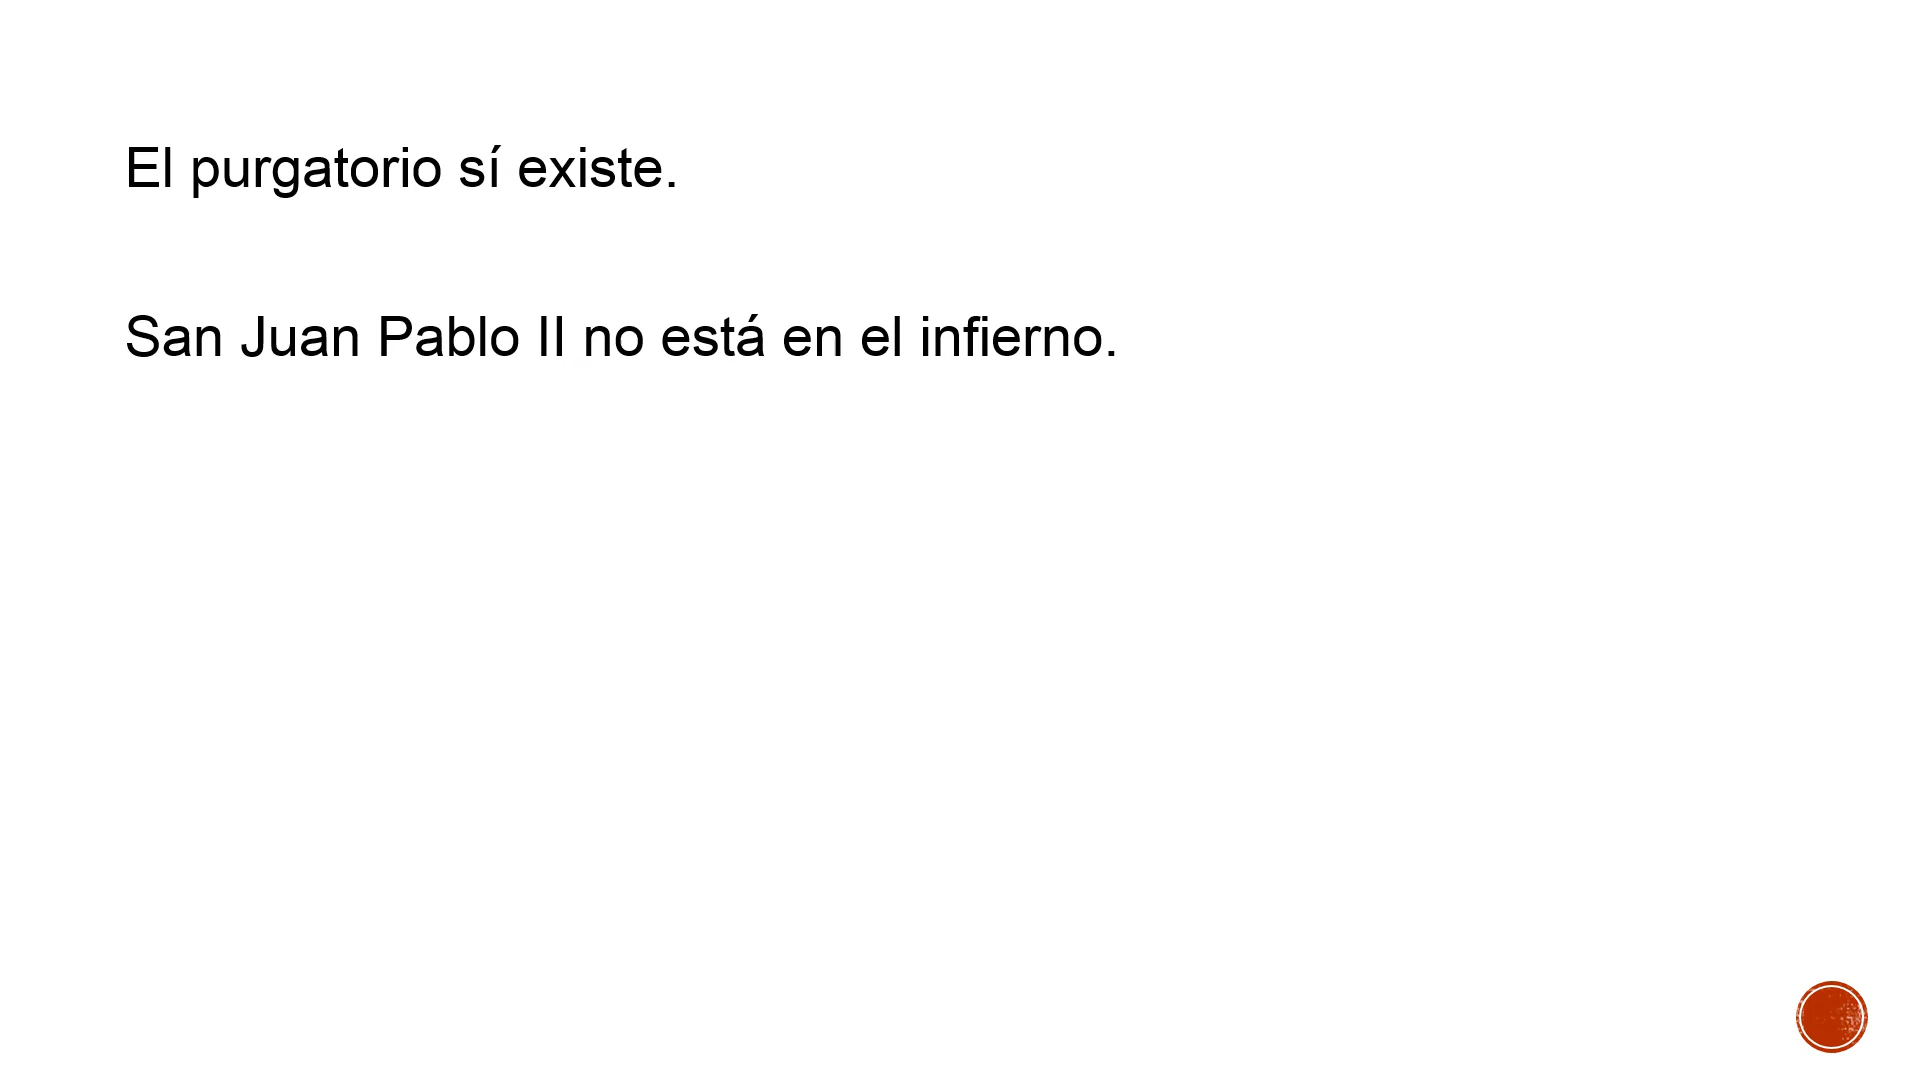 El purgatorio sí existe.
San Juan Pablo II no está en el infierno.